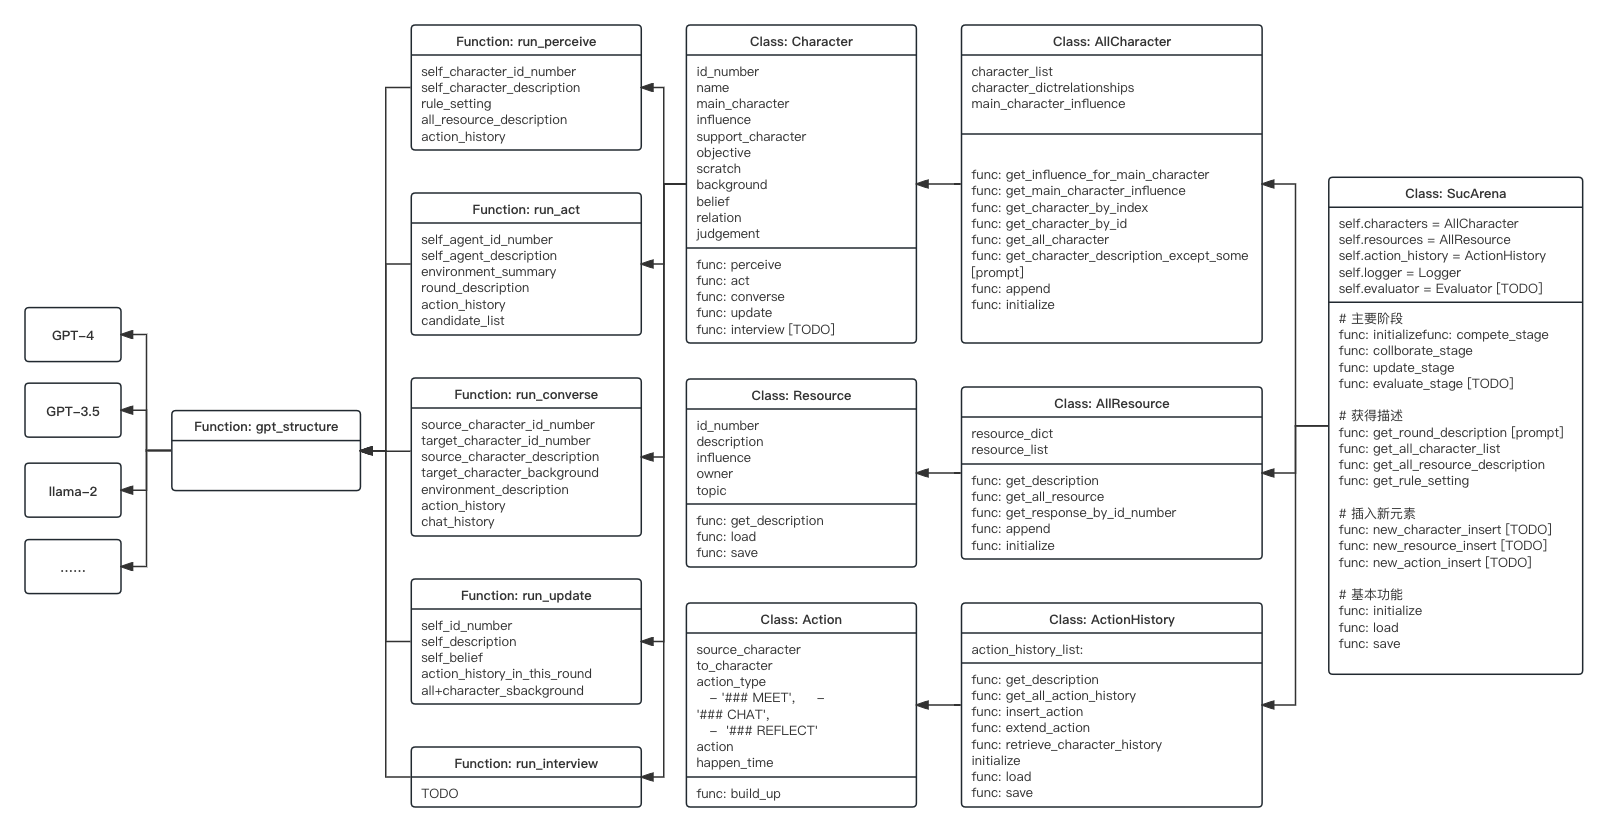 GPT-4
GPT-3.5
llama-2
......
Function: gpt_structure
Function: run_perceive
self_character_id_number
self_character_description
rule_setting
all_resource_description
action_history
Function: run_act
self_agent_id_number
self_agent_description
environment_summary
round_description
action_history
candidate_list
Function: run_converse
source_character_id_number
target_character_id_number
source_character_description
target_character_background
environment_description
action_history
chat_history
Function: run_update
self_id_number
self_description
self_belief
action_history_in_this_round
all+character_sbackground
Function: run_interview
TODO
Class: Character
id_number
name
main_character
influence
support_character
objective
scratch
background
belief
relation
judgement
func: perceive
func: act
func: converse
func: update
func: interview [TODO]
Class: Resource
id_number
description
influence
owner
topic
func: get_description
func: load
func: save
Class: Action
source_character
to_character
action_type
– '### MEET', –
'### CHAT',
– '### REFLECT'
action
happen_time
func: build_up
Class: AllCharacter
character_list
character_dictrelationships
main_character_influence
func: get_influence_for_main_character
func: get_main_character_influence
func: get_character_by_index
func: get_character_by_id
func: get_all_character
func: get_character_description_except_some
[prompt]
func: append
func: initialize
Class: AllResource
resource_dict
resource_list
func: get_description
func: get_all_resource
func: get_response_by_id_number
func: append
func: initialize
Class: ActionHistory
action_history_list:
func: get_description
func: get_all_action_history
func: insert_action
func: extend_action
func: retrieve_character_history
initialize
func: load
func: save
Class: SucArena
self.characters = AllCharacter
self.resources = AllResource
self.action_history = ActionHistory
self.logger = Logger
self.evaluator = Evaluator [TODO]
# 主要阶段
func: initializefunc: compete_stage
func: collborate_stage
func: update_stage
func: evaluate_stage [TODO]
# 获得描述
func: get_round_description [prompt]
func: get_all_character_list
func: get_all_resource_description
func: get_rule_setting
# 插入新元素
func: new_character_insert [TODO]
func: new_resource_insert [TODO]
func: new_action_insert [TODO]
# 基本功能
func: initialize
func: load
func: save